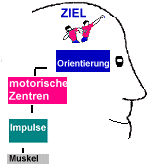 ZIEL
Orientierung
motorische
Zentren
Impulse
Muskel